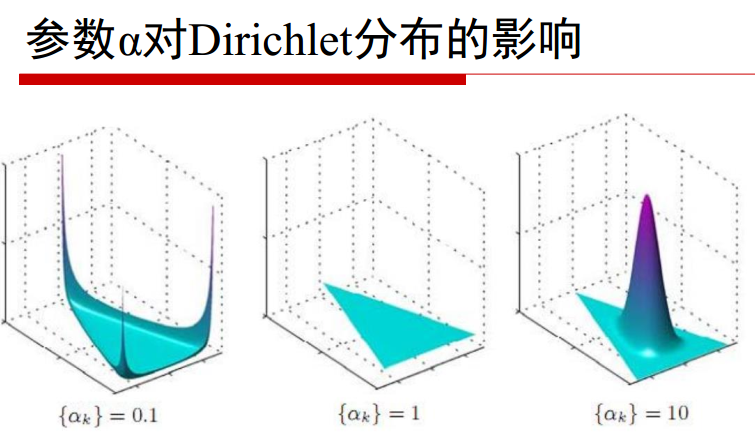 参数α对Dirichlet分布的影响
{αₖ} = 0.1
{αₖ} = 1
{αₖ} = 10